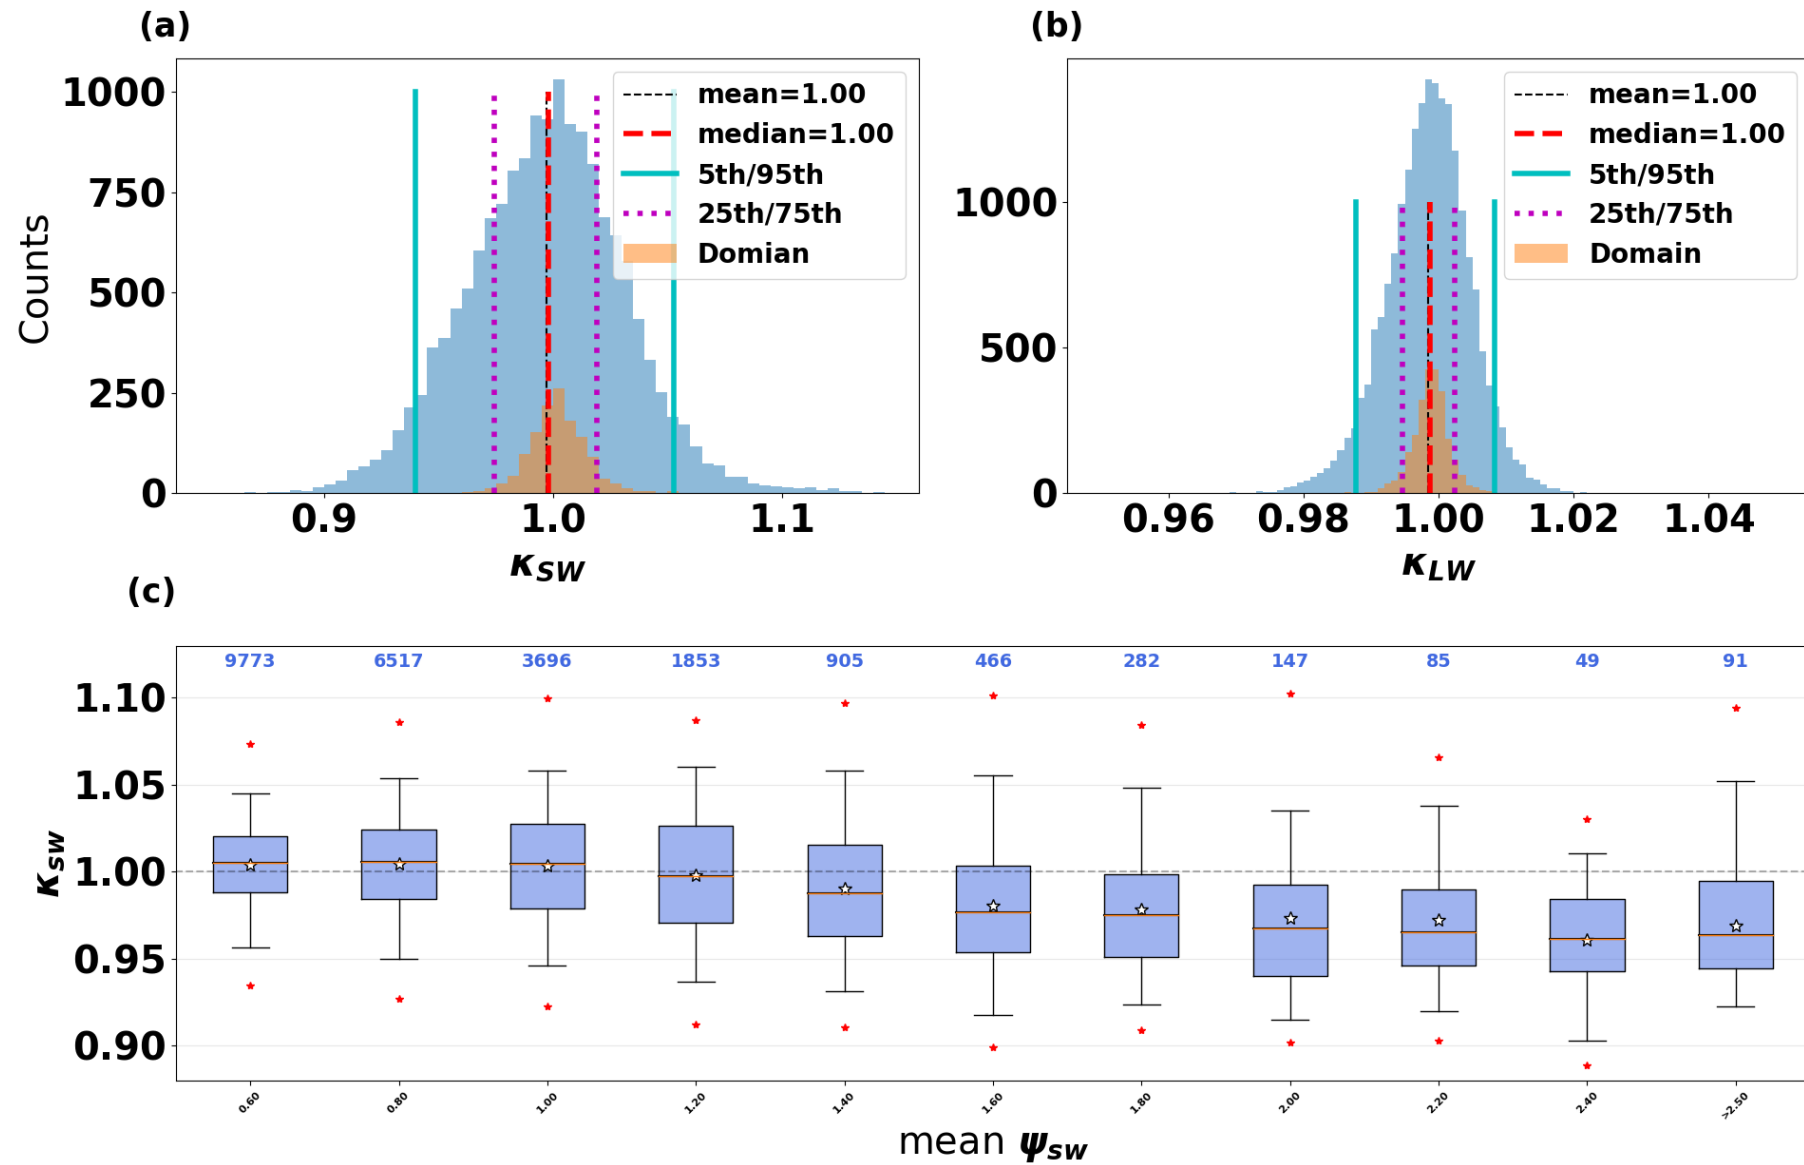 (a)
(b)
1000
750
500
250
0
Counts
mean=1.00
median=1.00
5th/95th
25th/75th
Domian
0.9
1.0
1.1
κSW
1000
500
0
mean=1.00
median=1.00
5th/95th
25th/75th
Domain
0.96
0.98
1.00
1.02
1.04
κLW
(c)
9773 6517 3696 1853 905 466 282 147 85 49 91
1.10
1.05
1.00
0.95
0.90
κsw
0.60 0.80 1.00 1.20 1.40 1.60 1.80 2.00 2.20 2.40 >2.50
mean ψsw